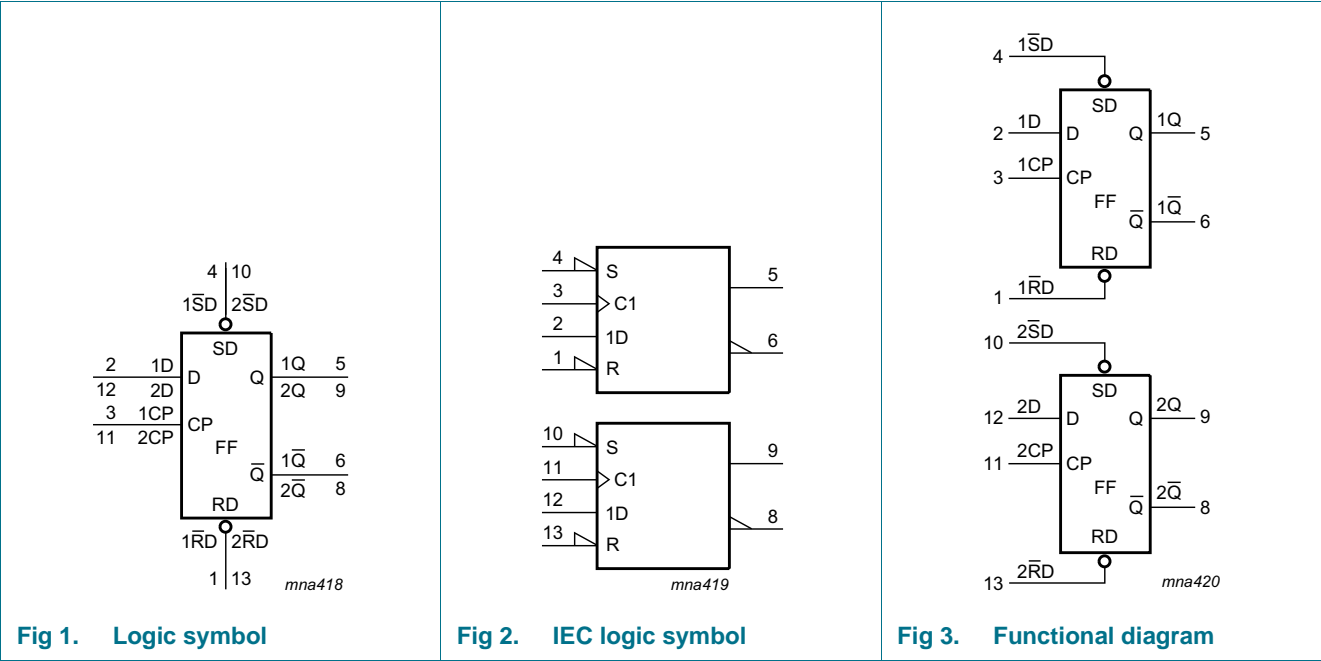 4 10
1S̅D 2S̅D
SD
2 1D D Q 1Q 5
12 2D 2Q 9
3 1CP CP
11 2CP
FF
Q̅ 1Q̅ 6
2Q̅ 8
RD
1R̅D 2R̅D
1 13
mna418
Fig 1. Logic symbol
4 S 5
3 C1
2 1D 6
1 R
10 S 9
11 C1
12 1D 8
13 R
mna419
Fig 2. IEC logic symbol
4 1S̅D
SD
2 1D D Q 1Q 5
3 1CP CP
FF
Q̅ 1Q̅ 6
RD
1 1R̅D
10 2S̅D
SD
12 2D D Q 2Q 9
11 2CP CP
FF
Q̅ 2Q̅ 8
RD
13 2R̅D
mna420
Fig 3. Functional diagram